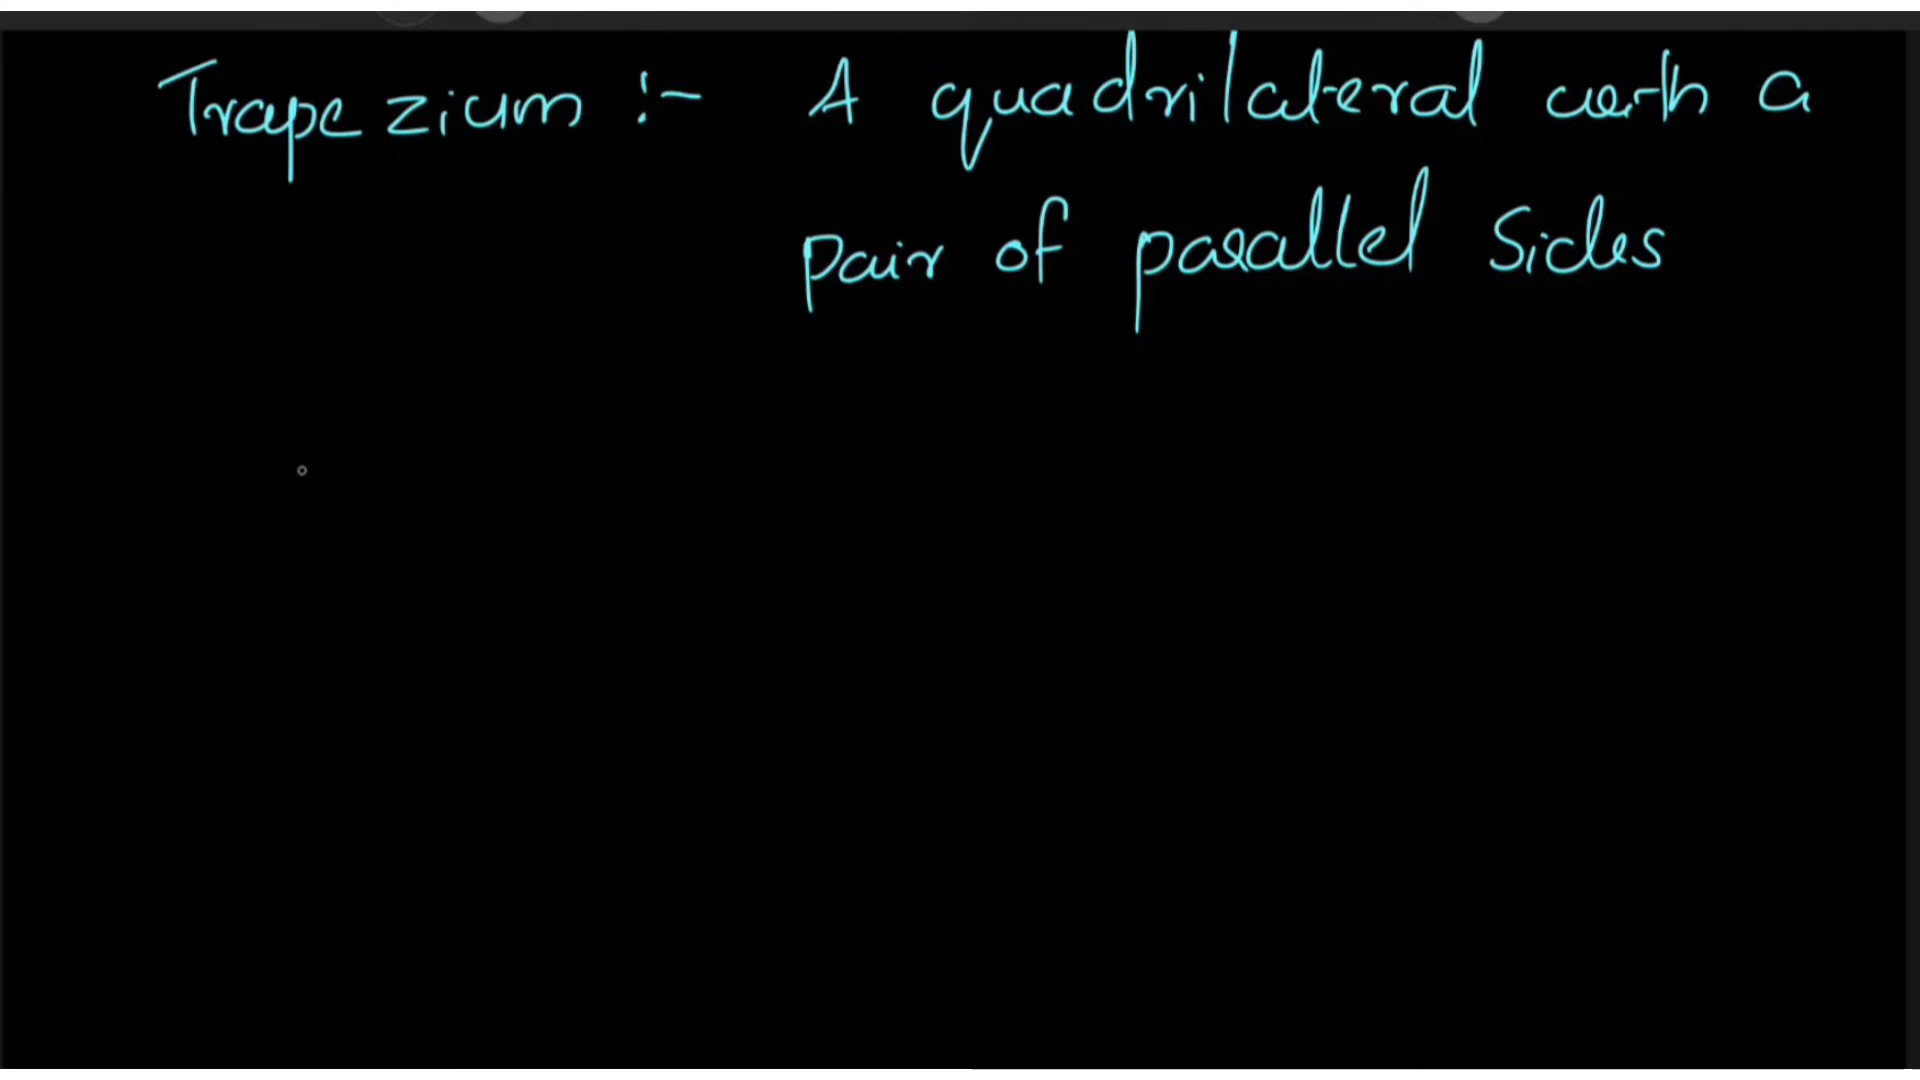 Trapezium :- A quadrilateral with a
pair of parallel sides